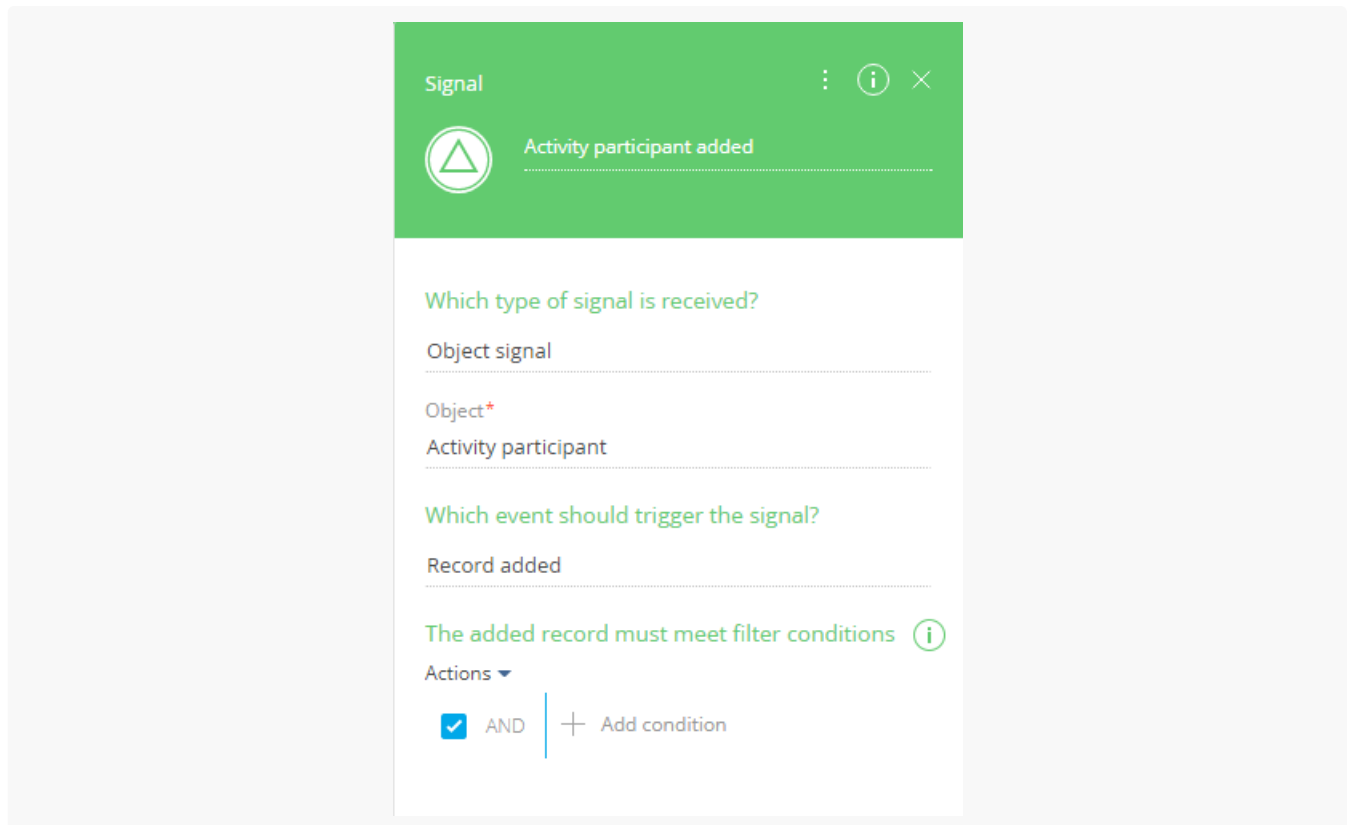 Signal
Activity participant added
Which type of signal is received?
Object signal
Object*
Activity participant
Which event should trigger the signal?
Record added
The added record must meet filter conditions
Actions
AND
Add condition